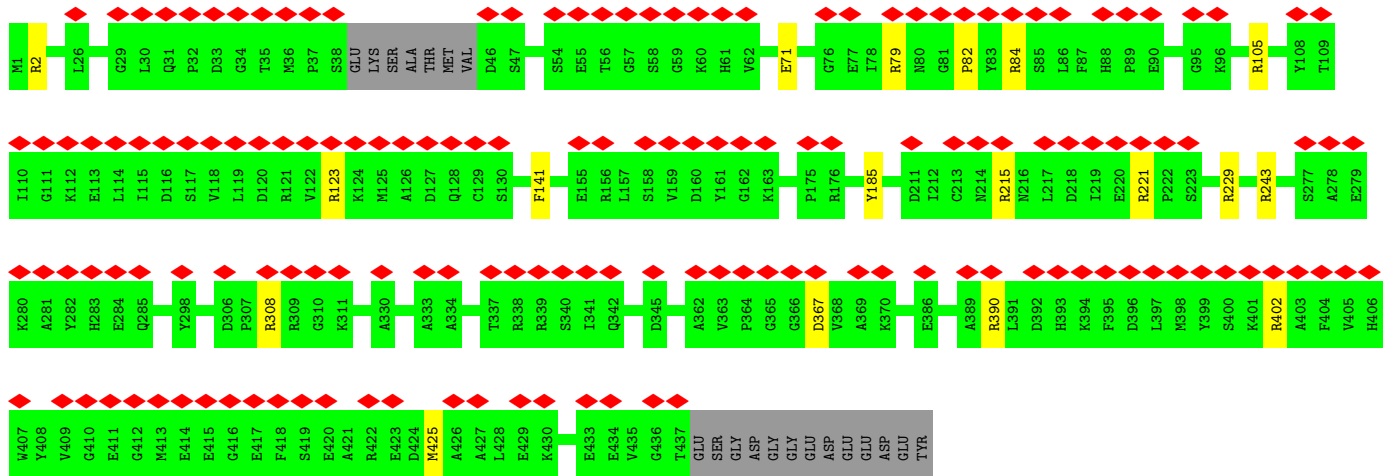 M1 R2 L26 G29 L30 Q31 P32 D33 G34 T35 M36 P37 S38 GLU LYS SER ALA THR MET VAL D46 S47 S54 E55 T56 G57 S58 G59 K60 H61 V62 E71 G76 E77 I78 R79 N80 G81 P82 Y83 R84 S85 L86 F87 H88 P89 E90 G95 K96 R105 Y108 T109
I110 G111 K112 E113 L114 I115 D116 S117 V118 L119 D120 R121 V122 R123 K124 M125 A126 D127 Q128 C129 S130 F141 E155 R156 L157 S158 V159 D160 Y161 G162 K163 P175 R176 Y185 D211 I212 C213 N214 R215 N216 L217 D218 I219 E220 R221 P222 S223 R229 R243 S277 A278 E279
K280 A281 Y282 H283 E284 Q285 Y298 D306 P307 R308 R309 G310 K311 A330 A333 A334 T337 R338 R339 S340 I341 Q342 D345 A362 V363 P364 G365 G366 D367 V368 A369 K370 E386 A389 R390 L391 D392 H393 K394 F395 D396 L397 M398 Y399 S400 K401 R402 A403 F404 V405 H406
W407 Y408 V409 G410 E411 G412 M413 E414 E415 G416 E417 F418 S419 E420 A421 R422 E423 D424 M425 A426 A427 L428 E429 K430 E433 E434 V435 G436 T437 GLU SER GLY ASP GLY GLY GLU ASP GLU GLU ASP GLU TYR